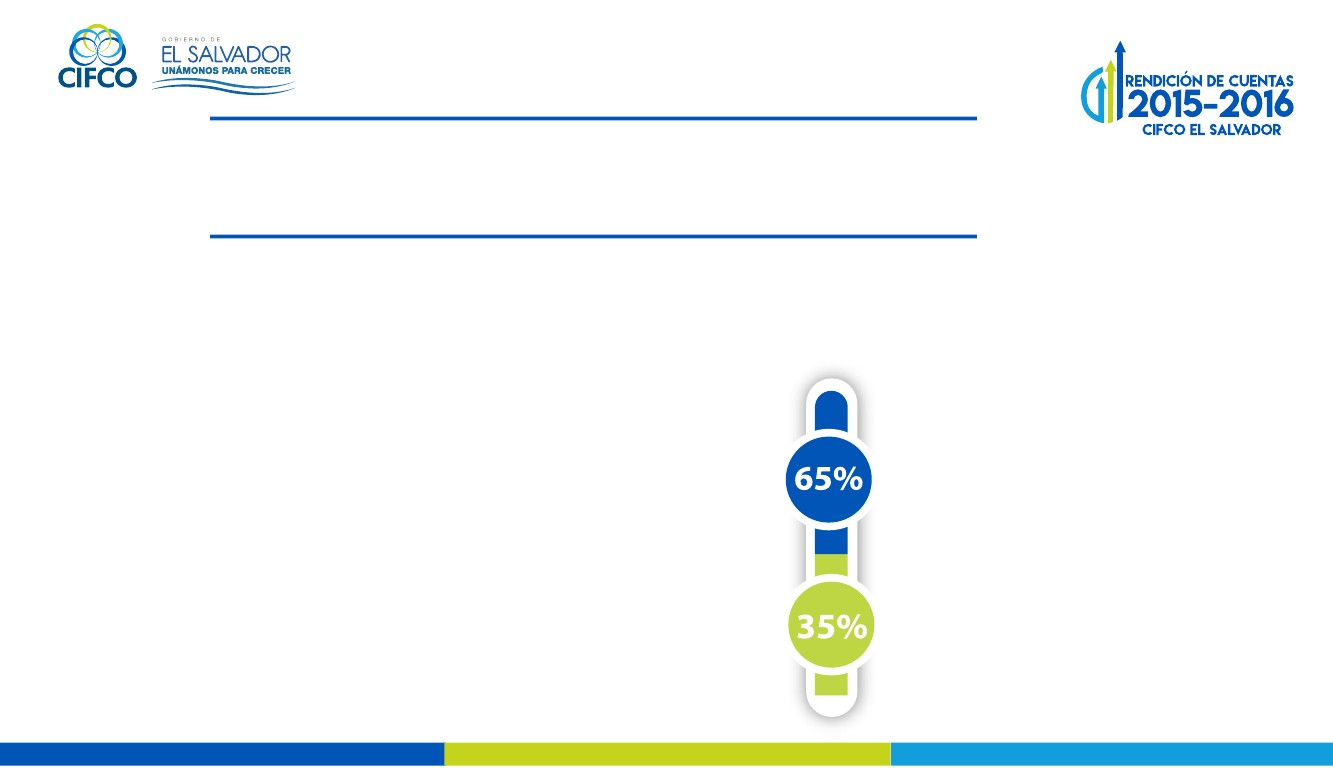 CIFCO
GOBIERNO DE
EL SALVADOR
UNÁMONOS PARA CRECER
RENDICIÓN DE CUENTAS
2015-2016
CIFCO EL SALVADOR
65%
35%